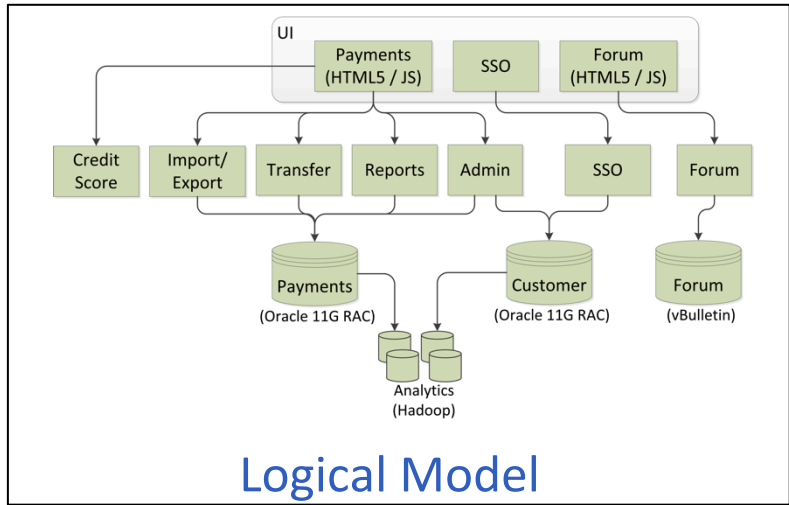 UI
Payments
(HTML5 / JS)
SSO
Forum
(HTML5 / JS)
Credit
Score
Import/
Export
Transfer
Reports
Admin
SSO
Forum
Payments
(Oracle 11G RAC)
Customer
(Oracle 11G RAC)
Forum
(vBulletin)
Analytics
(Hadoop)
Logical Model